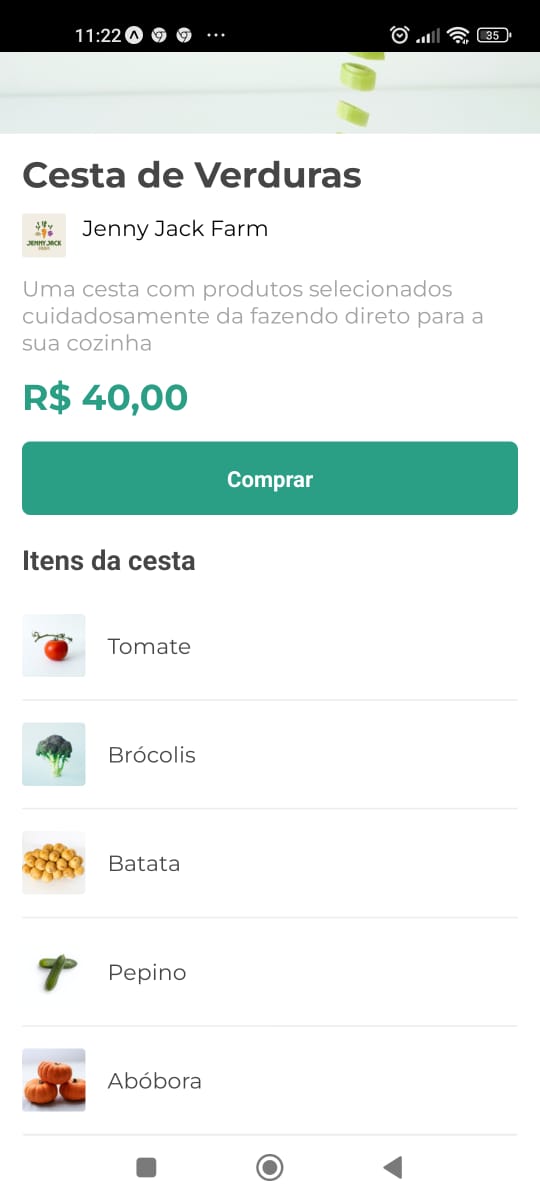 11:22
35
Cesta de Verduras
JENNY JACK
FARM
Jenny Jack Farm
Uma cesta com produtos selecionados
cuidadosamente da fazendo direto para a
sua cozinha
R$ 40,00
Comprar
Itens da cesta
Tomate
Brócolis
Batata
Pepino
Abóbora